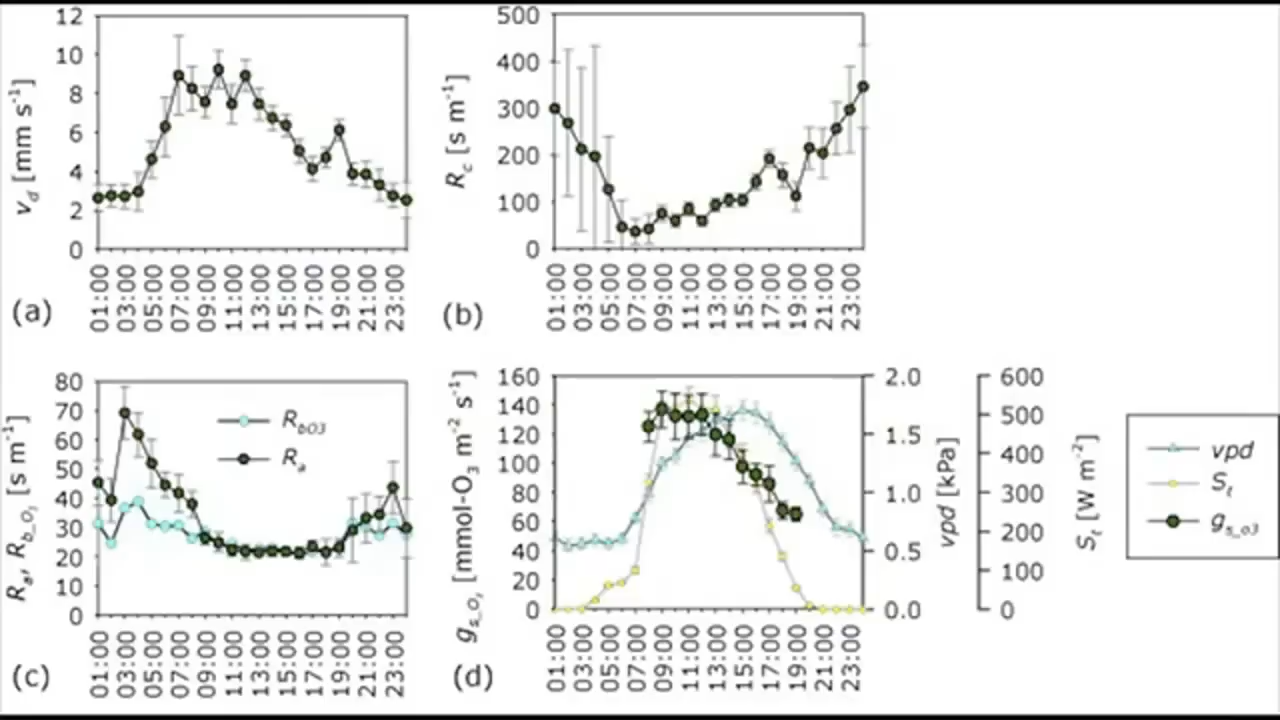 12
10
8
6
4
2
0
v_d [mm s⁻¹]
01:00 03:00 05:00 07:00 09:00 11:00 13:00 15:00 17:00 19:00 21:00 23:00
(a)
500
400
300
200
100
0
R_c [s m⁻¹]
01:00 03:00 05:00 07:00 09:00 11:00 13:00 15:00 17:00 19:00 21:00 23:00
(b)
80
70
60
50
40
30
20
10
0
R_a, R_b_O₃ [s m⁻¹]
R_bO3
R_a
01:00 03:00 05:00 07:00 09:00 11:00 13:00 15:00 17:00 19:00 21:00 23:00
(c)
160
140
120
100
80
60
40
20
0
g_s_O₃ [mmol-O₃ m⁻² s⁻¹]
2.0
1.5
1.0
0.5
0.0
vpd [kPa]
600
500
400
300
200
100
0
S_t [W m⁻²]
01:00 03:00 05:00 07:00 09:00 11:00 13:00 15:00 17:00 19:00 21:00 23:00
(d)
vpd
S_t
g_s_o3